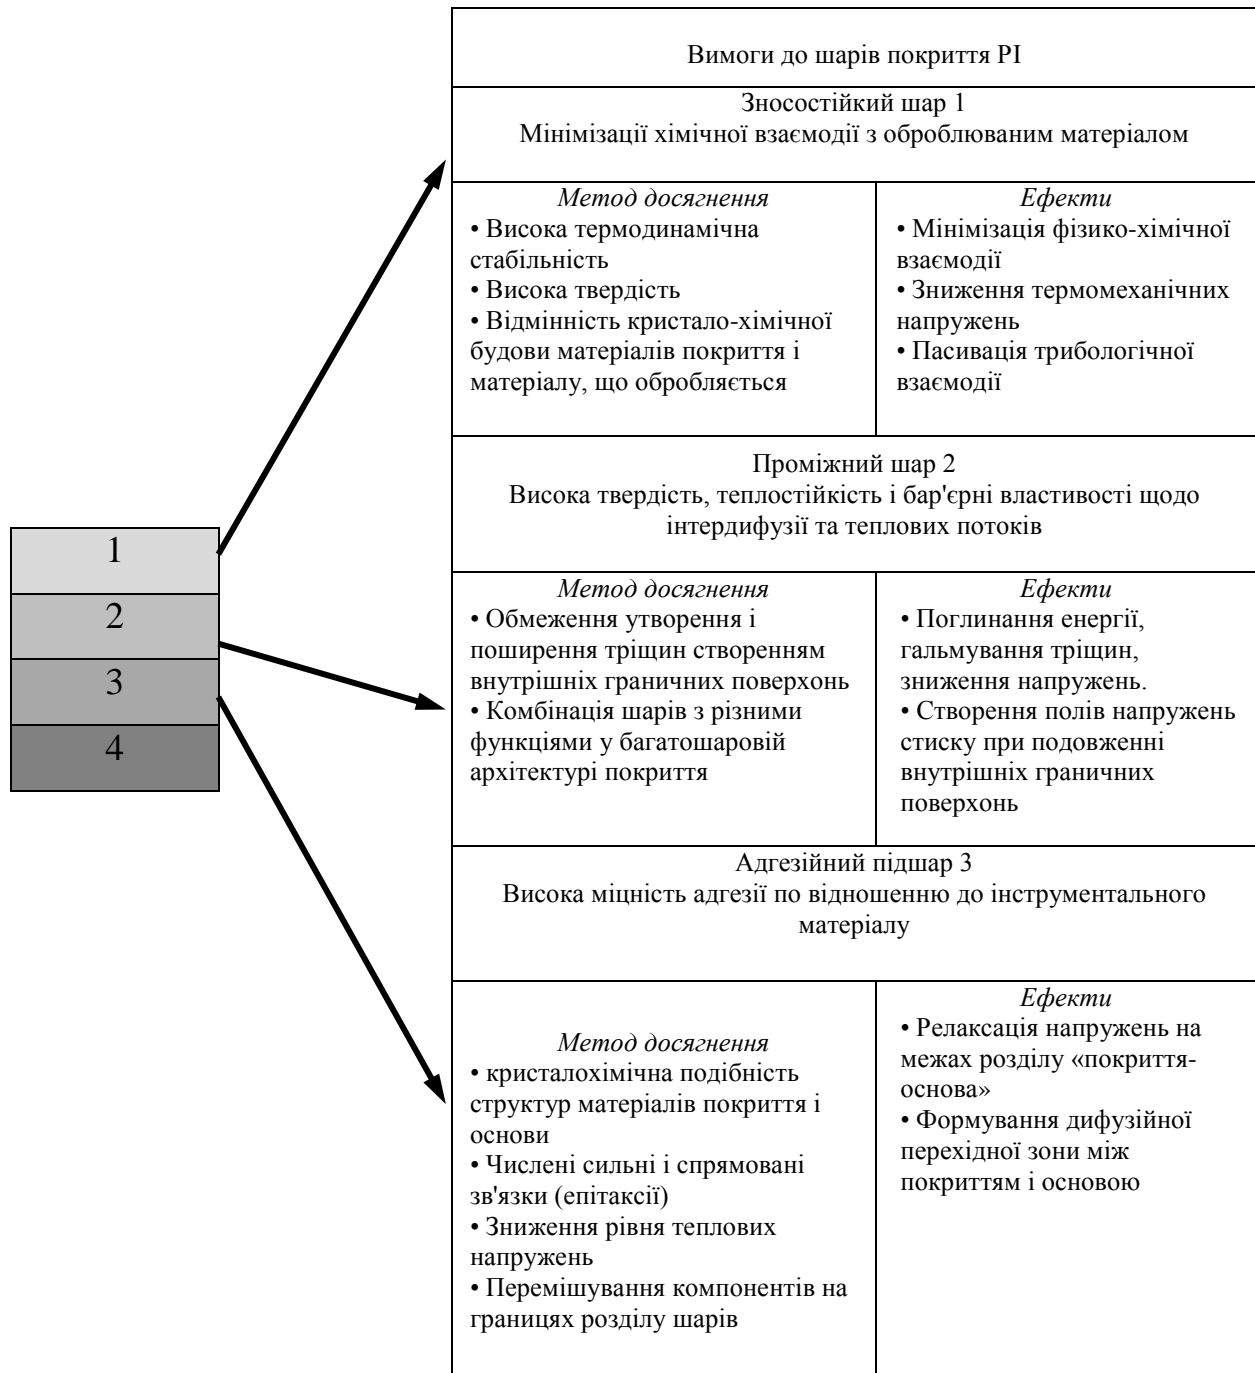 Вимоги до шарів покриття РІ
Зносостійкий шар 1
Мінімізації хімічної взаємодії з оброблюваним матеріалом
Метод досягнення
• Висока термодинамічна
стабільність
• Висока твердість
• Відмінність кристало-хімічної
будови матеріалів покриття і
матеріалу, що обробляється
Ефекти
• Мінімізація фізико-хімічної
взаємодії
• Зниження термомеханічних
напружень
• Пасивація трибологічної
взаємодії
Проміжний шар 2
Висока твердість, теплостійкість і бар'єрні властивості щодо
інтердифузії та теплових потоків
Метод досягнення
• Обмеження утворення і
поширення тріщин створенням
внутрішніх граничних поверхонь
• Комбінація шарів з різними
функціями у багатошаровій
архітектурі покриття
Ефекти
• Поглинання енергії,
гальмування тріщин,
зниження напружень.
• Створення полів напружень
стиску при подовженні
внутрішніх граничних
поверхонь
1
2
3
4
Адгезійний підшар 3
Висока міцність адгезії по відношенню до інструментального
матеріалу
Метод досягнення
• кристалохімічна подібність
структур матеріалів покриття і
основи
• Числені сильні і спрямовані
зв'язки (епітаксії)
• Зниження рівня теплових
напружень
• Перемішування компонентів на
границях розділу шарів
Ефекти
• Релаксація напружень на
межах розділу «покриття-
основа»
• Формування дифузійної
перехідної зони між
покриттям і основою